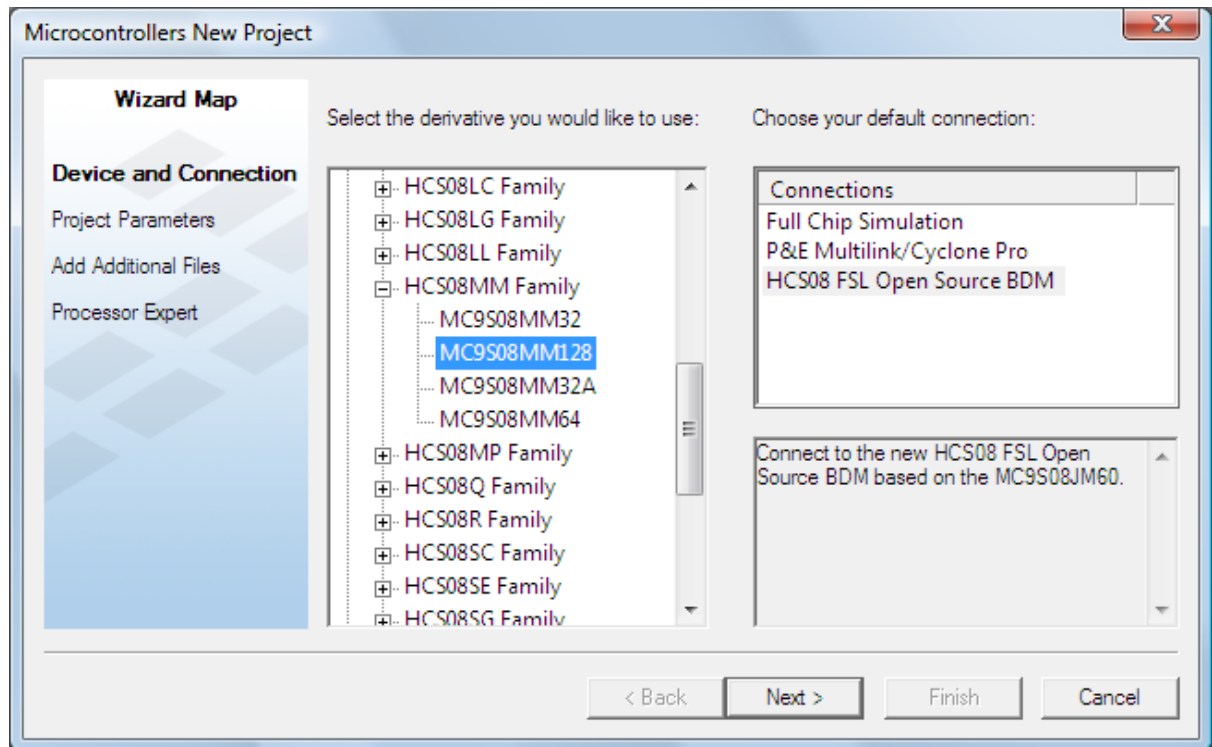 Microcontrollers New Project
Wizard Map
Device and Connection
Project Parameters
Add Additional Files
Processor Expert
Select the derivative you would like to use:
HCS08LC Family
HCS08LG Family
HCS08LL Family
HCS08MM Family
MC9S08MM32
MC9S08MM128
MC9S08MM32A
MC9S08MM64
HCS08MP Family
HCS08Q Family
HCS08R Family
HCS08SC Family
HCS08SE Family
HCS08SG Family
Choose your default connection:
Connections
Full Chip Simulation
P&E Multilink/Cyclone Pro
HCS08 FSL Open Source BDM
Connect to the new HCS08 FSL Open
Source BDM based on the MC9S08JM60.
< Back
Next >
Finish
Cancel